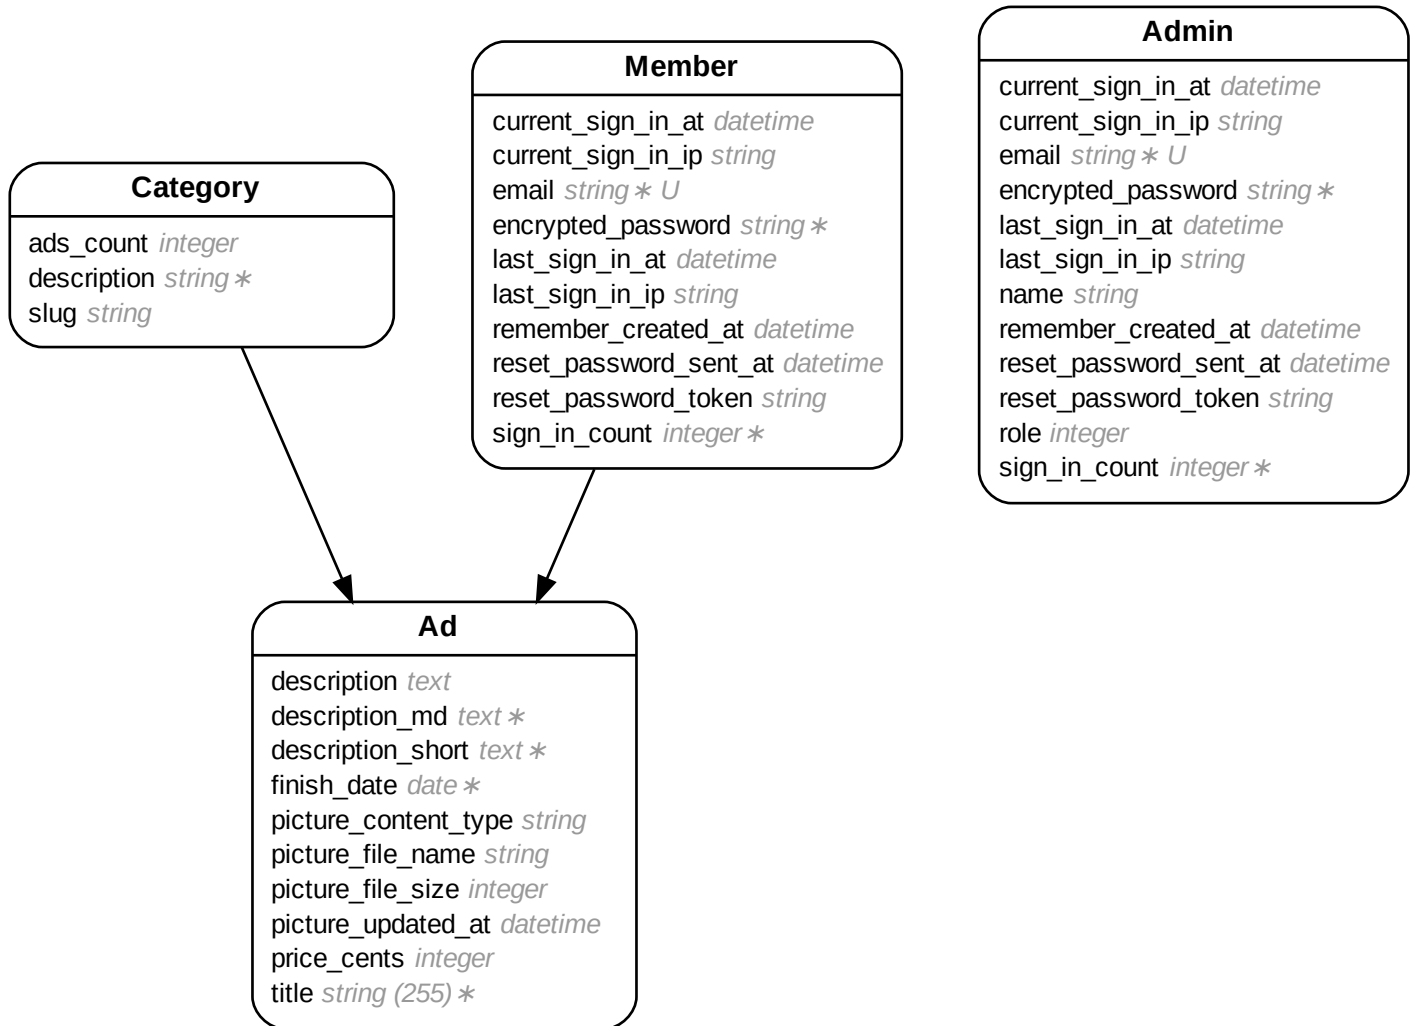 Category
ads_count integer
description string ∗
slug string
Member
current_sign_in_at datetime
current_sign_in_ip string
email string ∗ U
encrypted_password string ∗
last_sign_in_at datetime
last_sign_in_ip string
remember_created_at datetime
reset_password_sent_at datetime
reset_password_token string
sign_in_count integer ∗
Admin
current_sign_in_at datetime
current_sign_in_ip string
email string ∗ U
encrypted_password string ∗
last_sign_in_at datetime
last_sign_in_ip string
name string
remember_created_at datetime
reset_password_sent_at datetime
reset_password_token string
role integer
sign_in_count integer ∗
Ad
description text
description_md text ∗
description_short text ∗
finish_date date ∗
picture_content_type string
picture_file_name string
picture_file_size integer
picture_updated_at datetime
price_cents integer
title string (255) ∗